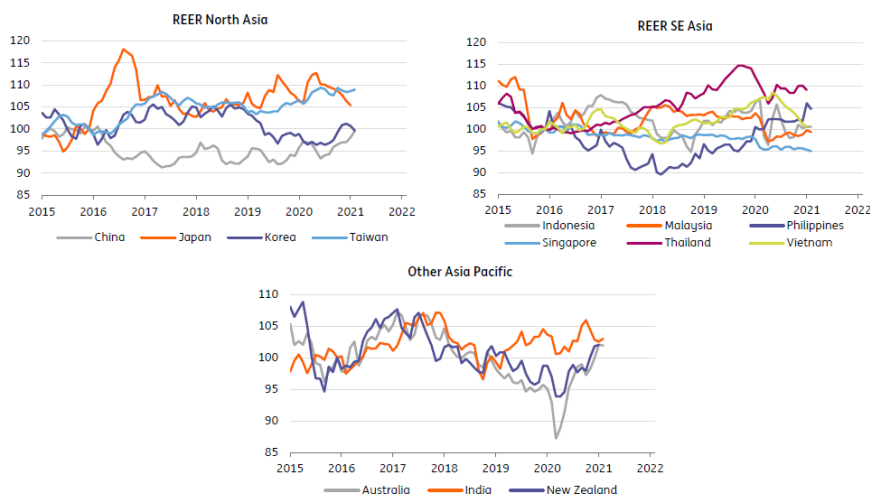 REER North Asia
120
115
110
105
100
95
90
85
2015 2016 2017 2018 2019 2020 2021 2022
China Japan Korea Taiwan
REER SE Asia
120
115
110
105
100
95
90
85
2015 2016 2017 2018 2019 2020 2021 2022
Indonesia Malaysia Philippines
Singapore Thailand Vietnam
Other Asia Pacific
110
105
100
95
90
85
2015 2016 2017 2018 2019 2020 2021 2022
Australia India New Zealand